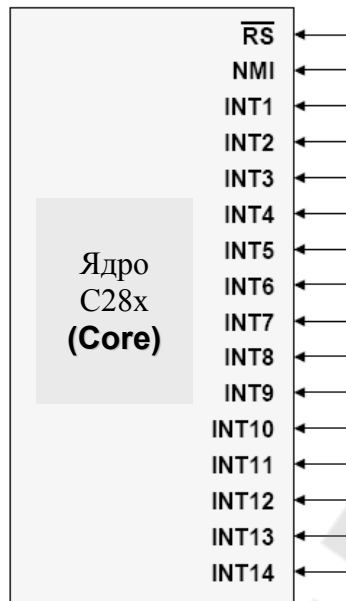 RS
NMI
INT1
INT2
INT3
INT4
INT5
INT6
INT7
INT8
INT9
INT10
INT11
INT12
INT13
INT14
Ядро
C28x
(Core)